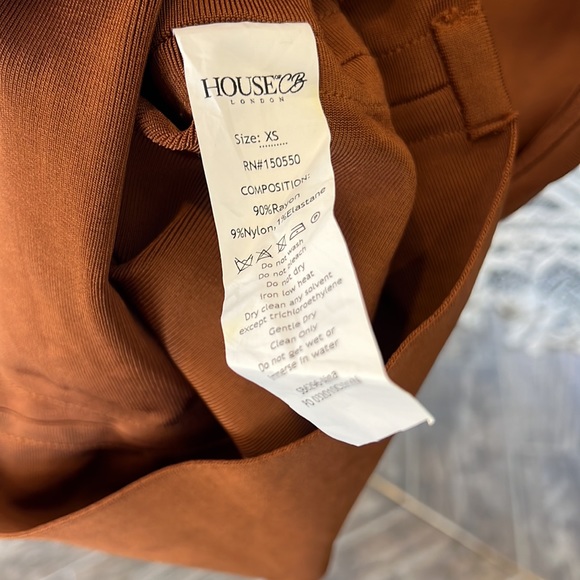 HOUSE OF CB
LONDON
Size: XS
RN#150550
COMPOSITION:
90%Rayon
9%Nylon, 1%Elastane
Do not wash
Do not bleach
Do not dry
Iron low heat
Dry clean any solvent
except trichloroethylene
Gentle Dry
Clean Only
Do not get wet or
imerse in water